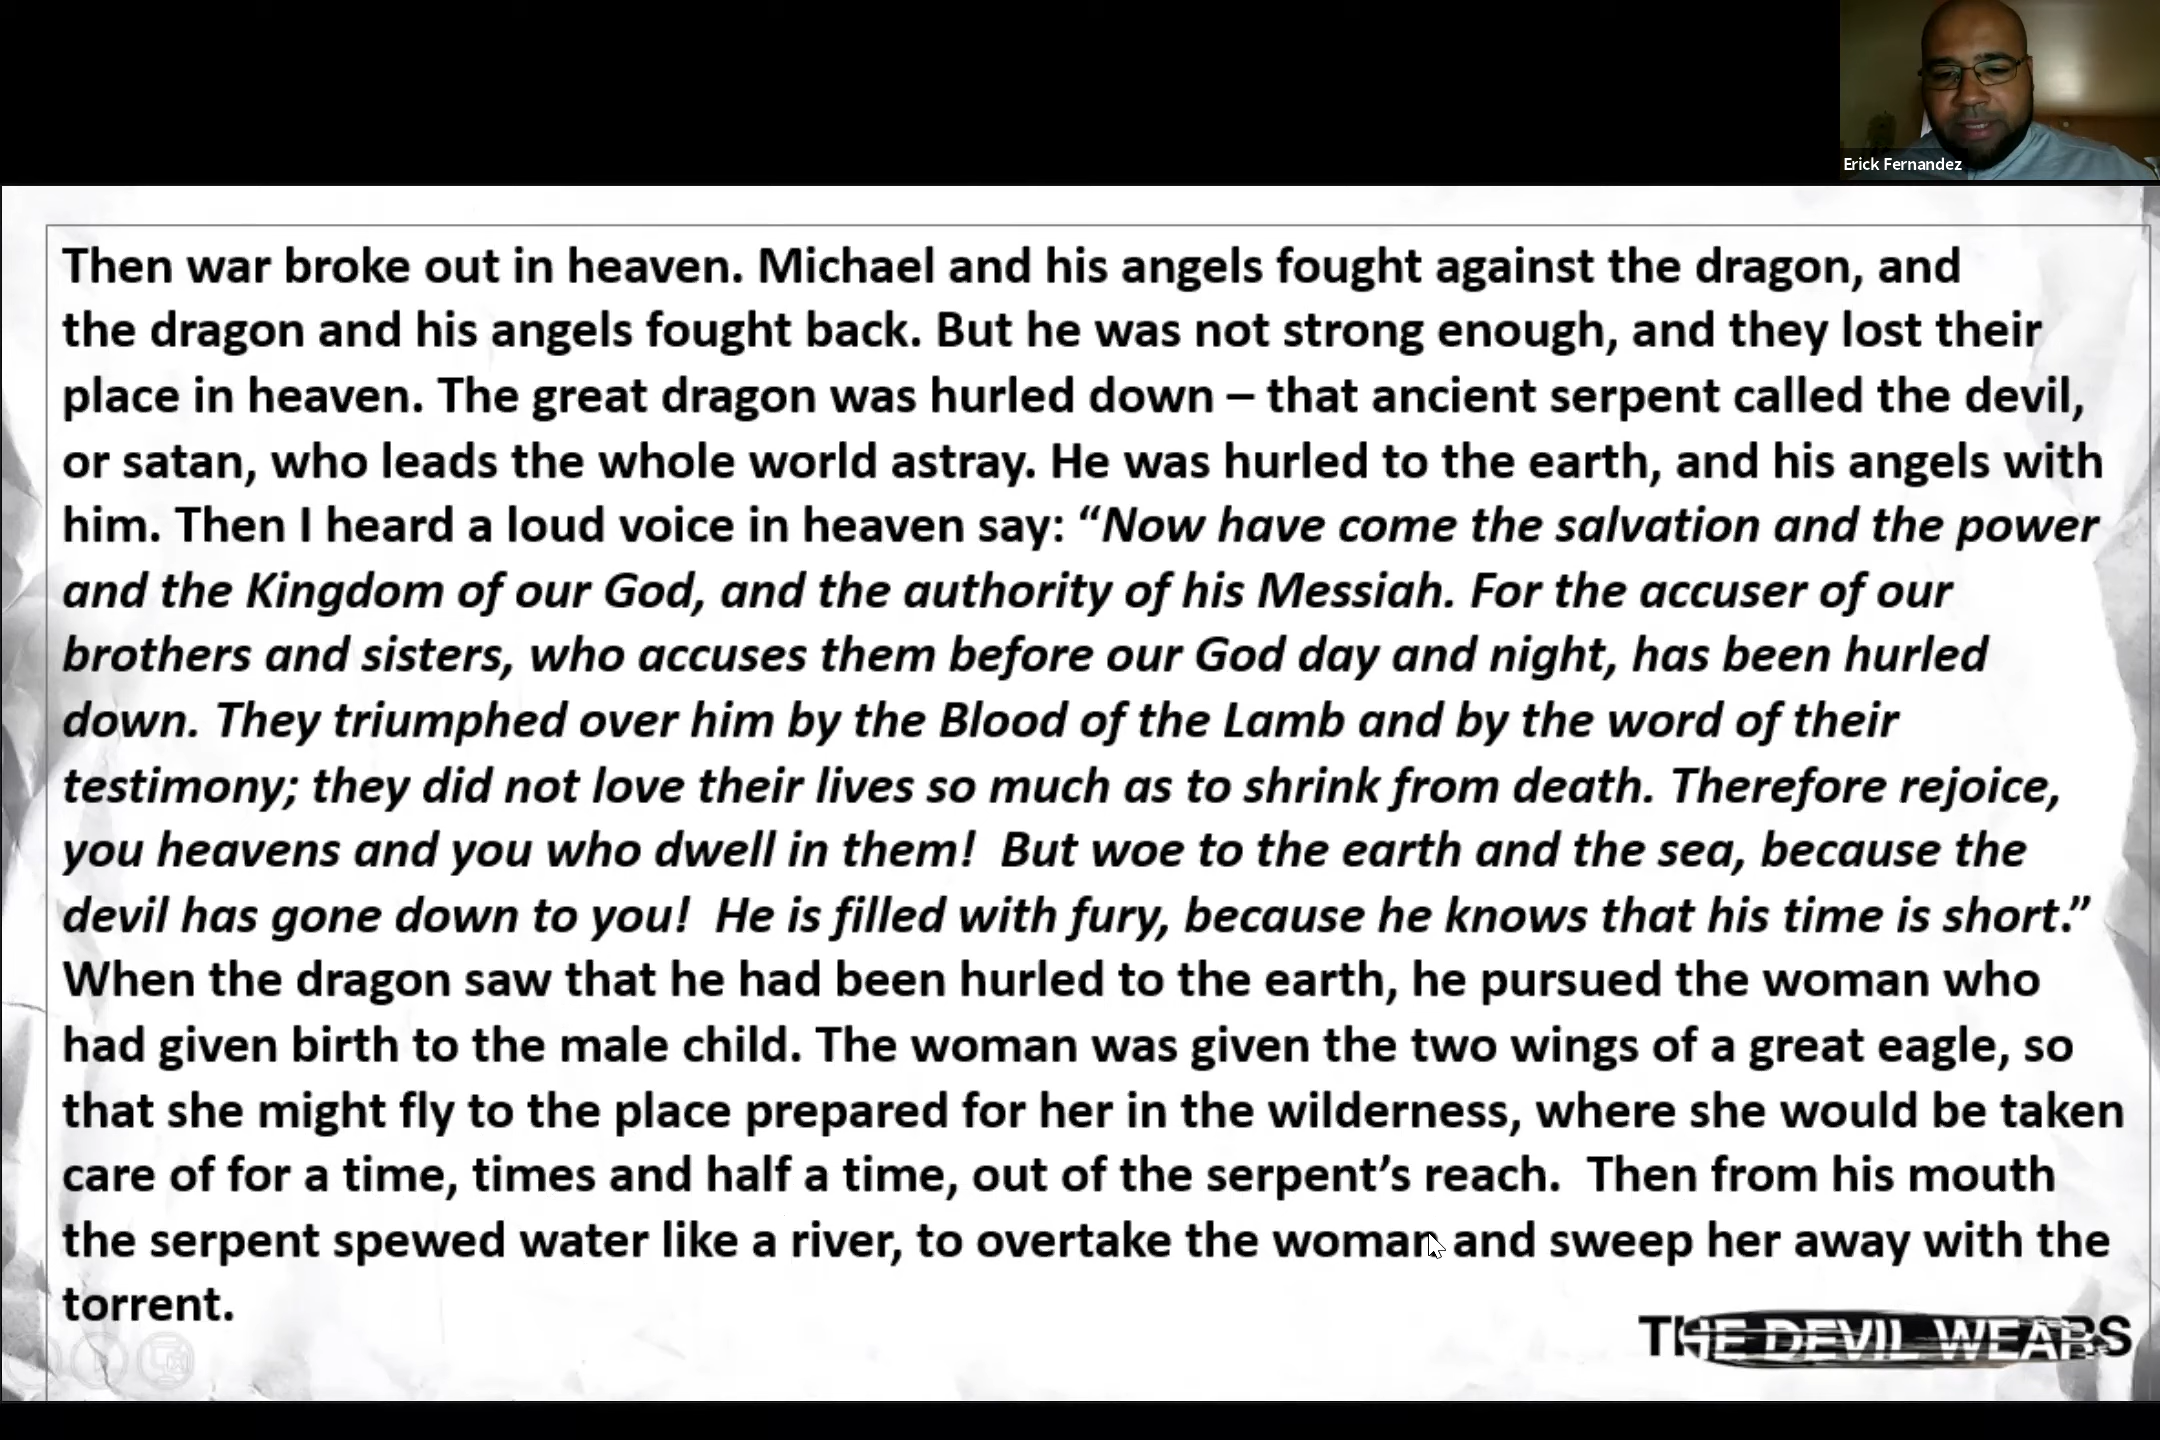 Erick Fernandez
Then war broke out in heaven. Michael and his angels fought against the dragon, and
the dragon and his angels fought back. But he was not strong enough, and they lost their
place in heaven. The great dragon was hurled down – that ancient serpent called the devil,
or satan, who leads the whole world astray. He was hurled to the earth, and his angels with
him. Then I heard a loud voice in heaven say: “Now have come the salvation and the power
and the Kingdom of our God, and the authority of his Messiah. For the accuser of our
brothers and sisters, who accuses them before our God day and night, has been hurled
down. They triumphed over him by the Blood of the Lamb and by the word of their
testimony; they did not love their lives so much as to shrink from death. Therefore rejoice,
you heavens and you who dwell in them!  But woe to the earth and the sea, because the
devil has gone down to you!  He is filled with fury, because he knows that his time is short.”
When the dragon saw that he had been hurled to the earth, he pursued the woman who
had given birth to the male child. The woman was given the two wings of a great eagle, so
that she might fly to the place prepared for her in the wilderness, where she would be taken
care of for a time, times and half a time, out of the serpent’s reach.  Then from his mouth
the serpent spewed water like a river, to overtake the woman and sweep her away with the
torrent.
THE DEVIL WEARS